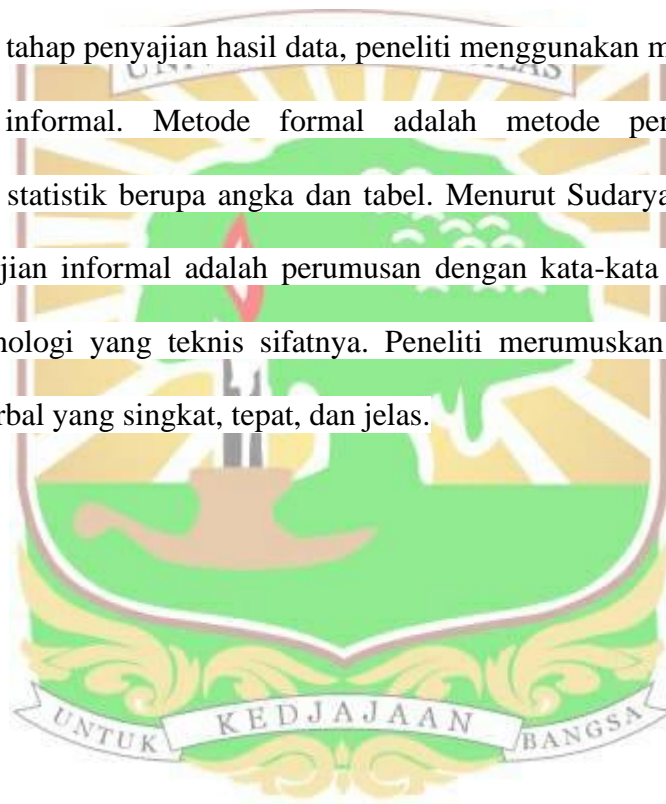 tahap penyajian hasil data, peneliti menggunakan m
informal. Metode formal adalah metode per
statistik berupa angka dan tabel. Menurut Sudarya
jian informal adalah perumusan dengan kata-kata
nologi yang teknis sifatnya. Peneliti merumuskan
rbal yang singkat, tepat, dan jelas.
UNTUK KEDJAJAAN BANGSA